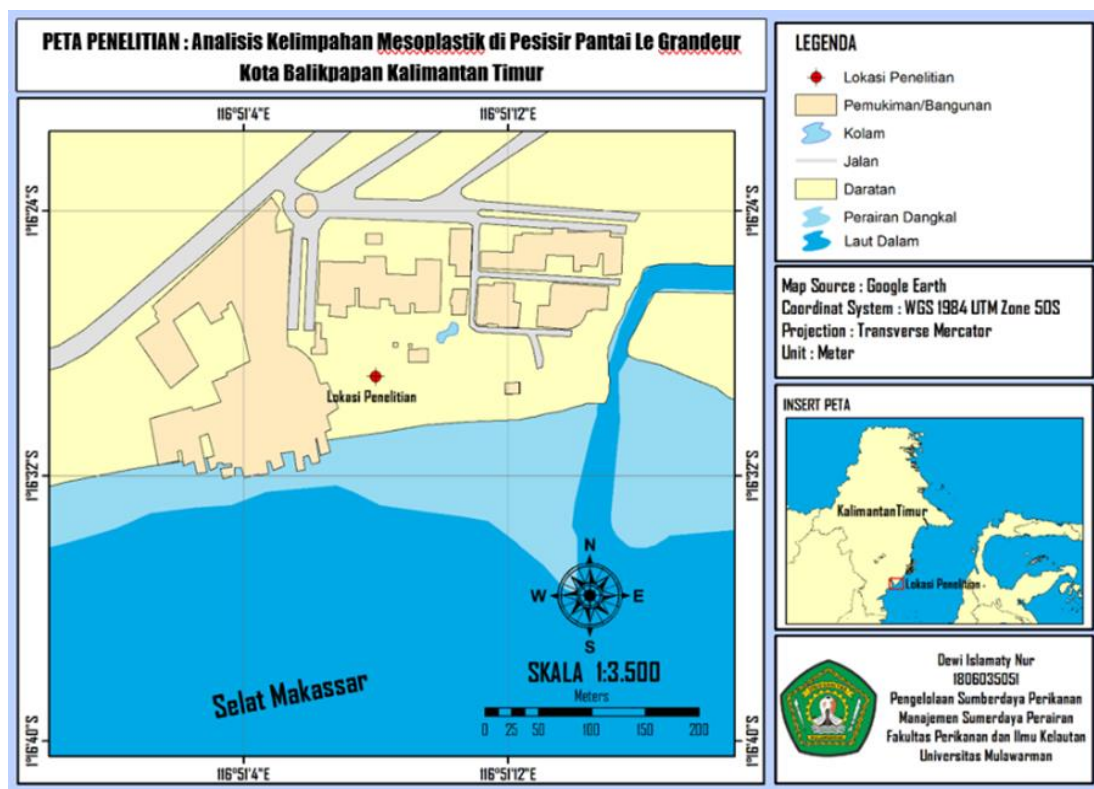 PETA PENELITIAN : Analisis Kelimpahan Mesoplastik di Pesisir Pantai Le Grandeur
Kota Balikpapan Kalimantan Timur
116°51'4"E
116°51'12"E
1°16'24"S
1°16'24"S
Lokasi Penelitian
1°16'32"S
1°16'32"S
N
W
E
S
SKALA 1:3.500
Meters
0 25 50 100 150 200
Selat Makassar
1°16'40"S
1°16'40"S
116°51'4"E
116°51'12"E
LEGENDA
Lokasi Penelitian
Pemukiman/Bangunan
Kolam
Jalan
Daratan
Perairan Dangkal
Laut Dalam
Map Source : Google Earth
Coordinat System : WGS 1984 UTM Zone 50S
Projection : Transverse Mercator
Unit : Meter
INSERT PETA
Kalimantan Timur
Lokasi Penelitian
Dewi Islamaty Nur
1806035051
Pengelolaan Sumberdaya Perikanan
Manajemen Sumerdaya Perairan
Fakultas Perikanan dan Ilmu Kelautan
Universitas Mulawarman